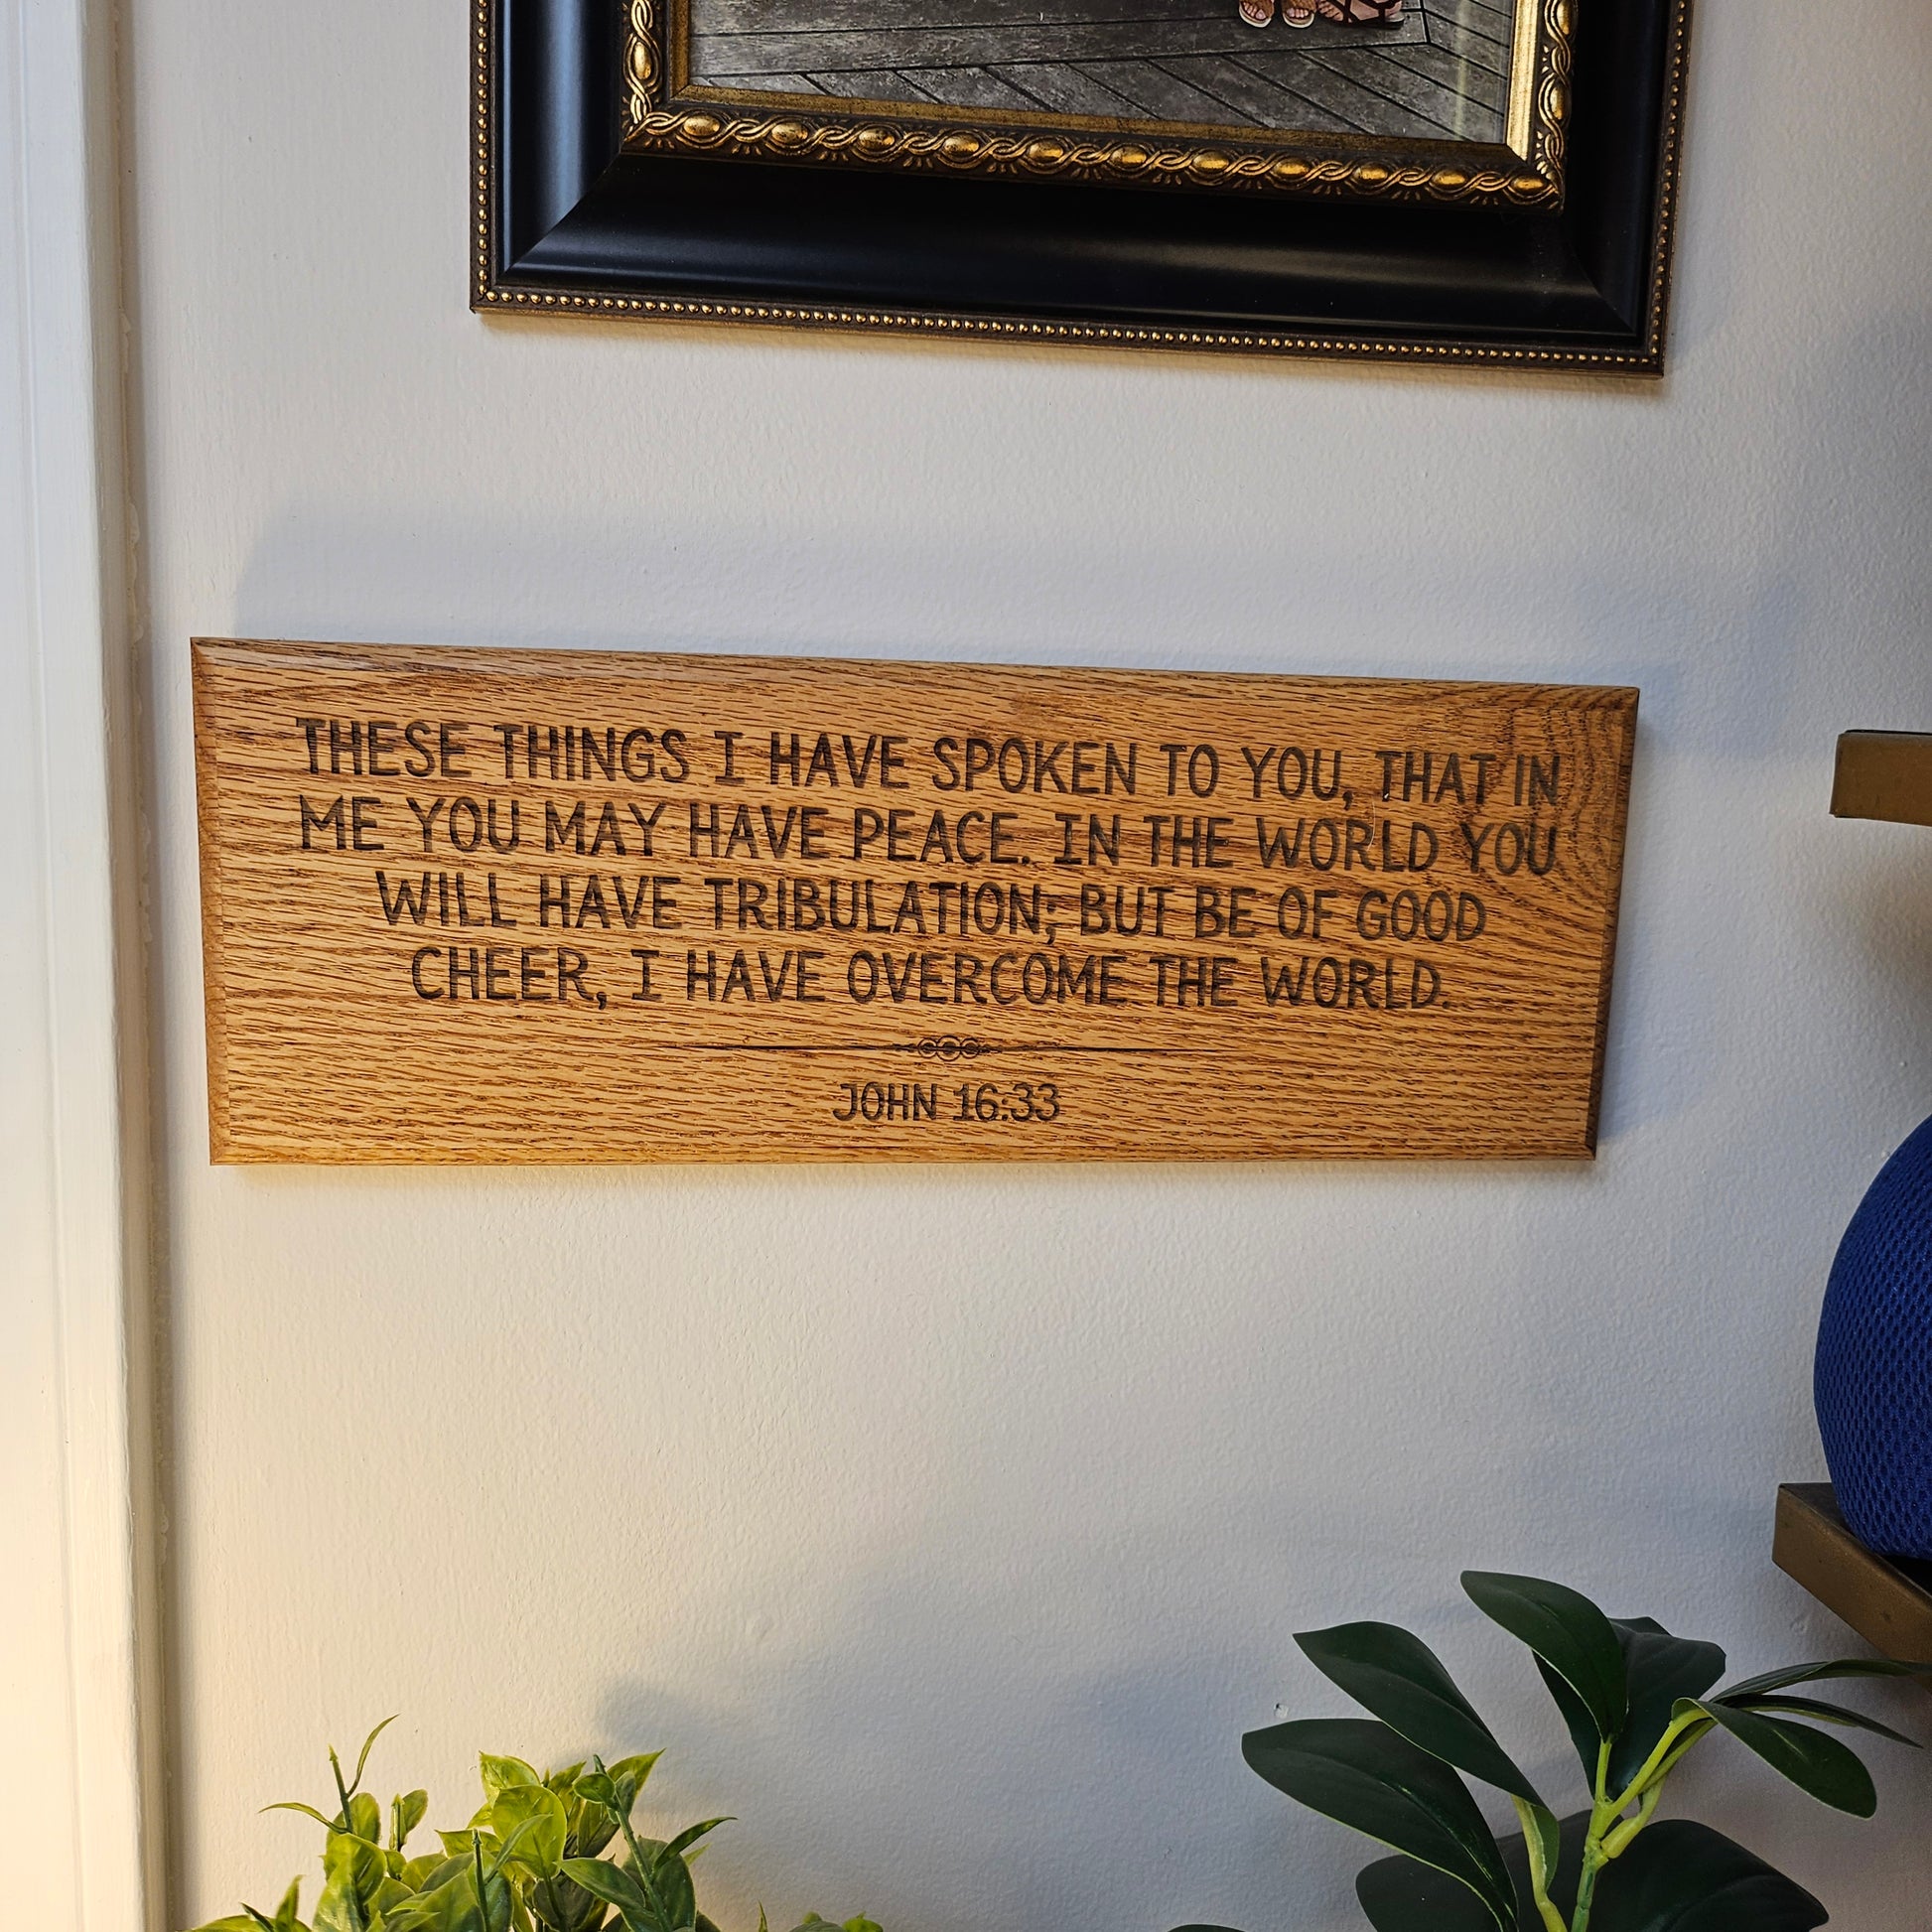 THESE THINGS I HAVE SPOKEN TO YOU, THAT IN
ME YOU MAY HAVE PEACE. IN THE WORLD YOU
WILL HAVE TRIBULATION; BUT BE OF GOOD
CHEER, I HAVE OVERCOME THE WORLD.
JOHN 16:33